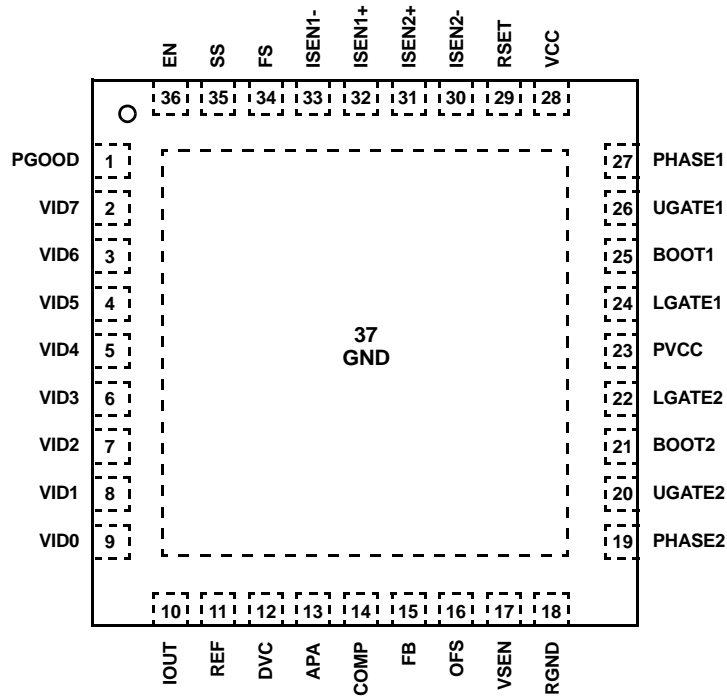 EN SS FS ISEN1- ISEN1+ ISEN2+ ISEN2- RSET VCC
36 35 34 33 32 31 30 29 28
PGOOD 1 27 PHASE1
VID7 2 26 UGATE1
VID6 3 25 BOOT1
VID5 4 24 LGATE1
VID4 5 23 PVCC
VID3 6 22 LGATE2
VID2 7 21 BOOT2
VID1 8 20 UGATE2
VID0 9 19 PHASE2
37
GND
10 11 12 13 14 15 16 17 18
IOUT REF DVC APA COMP FB OFS VSEN RGND